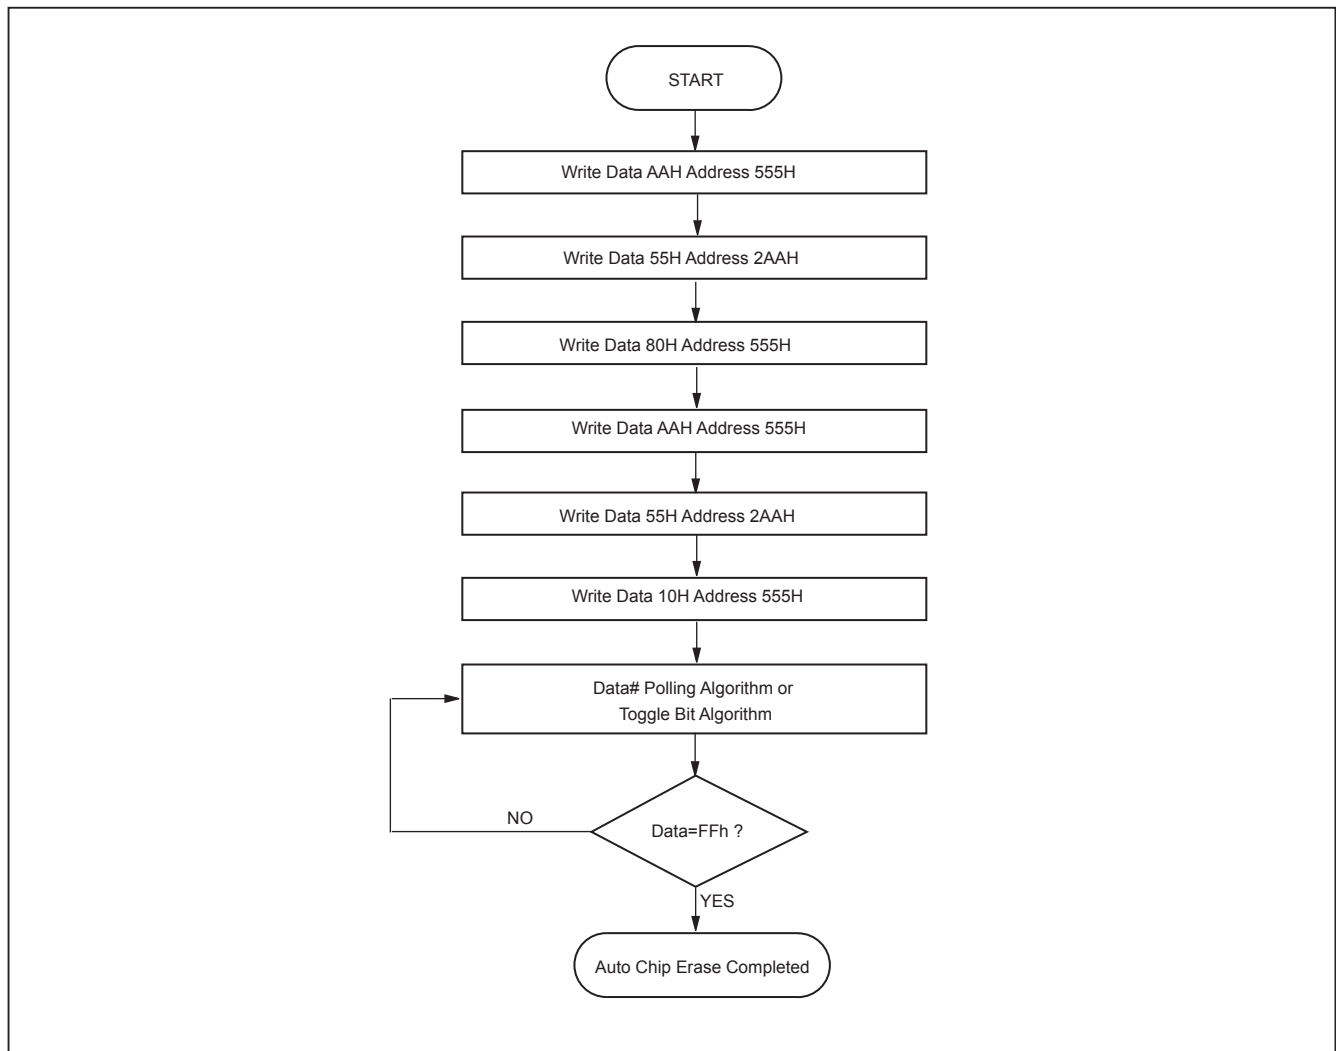 START
Write Data AAH Address 555H
Write Data 55H Address 2AAH
Write Data 80H Address 555H
Write Data AAH Address 555H
Write Data 55H Address 2AAH
Write Data 10H Address 555H
Data# Polling Algorithm or
Toggle Bit Algorithm
NO
Data=FFh ?
YES
Auto Chip Erase Completed